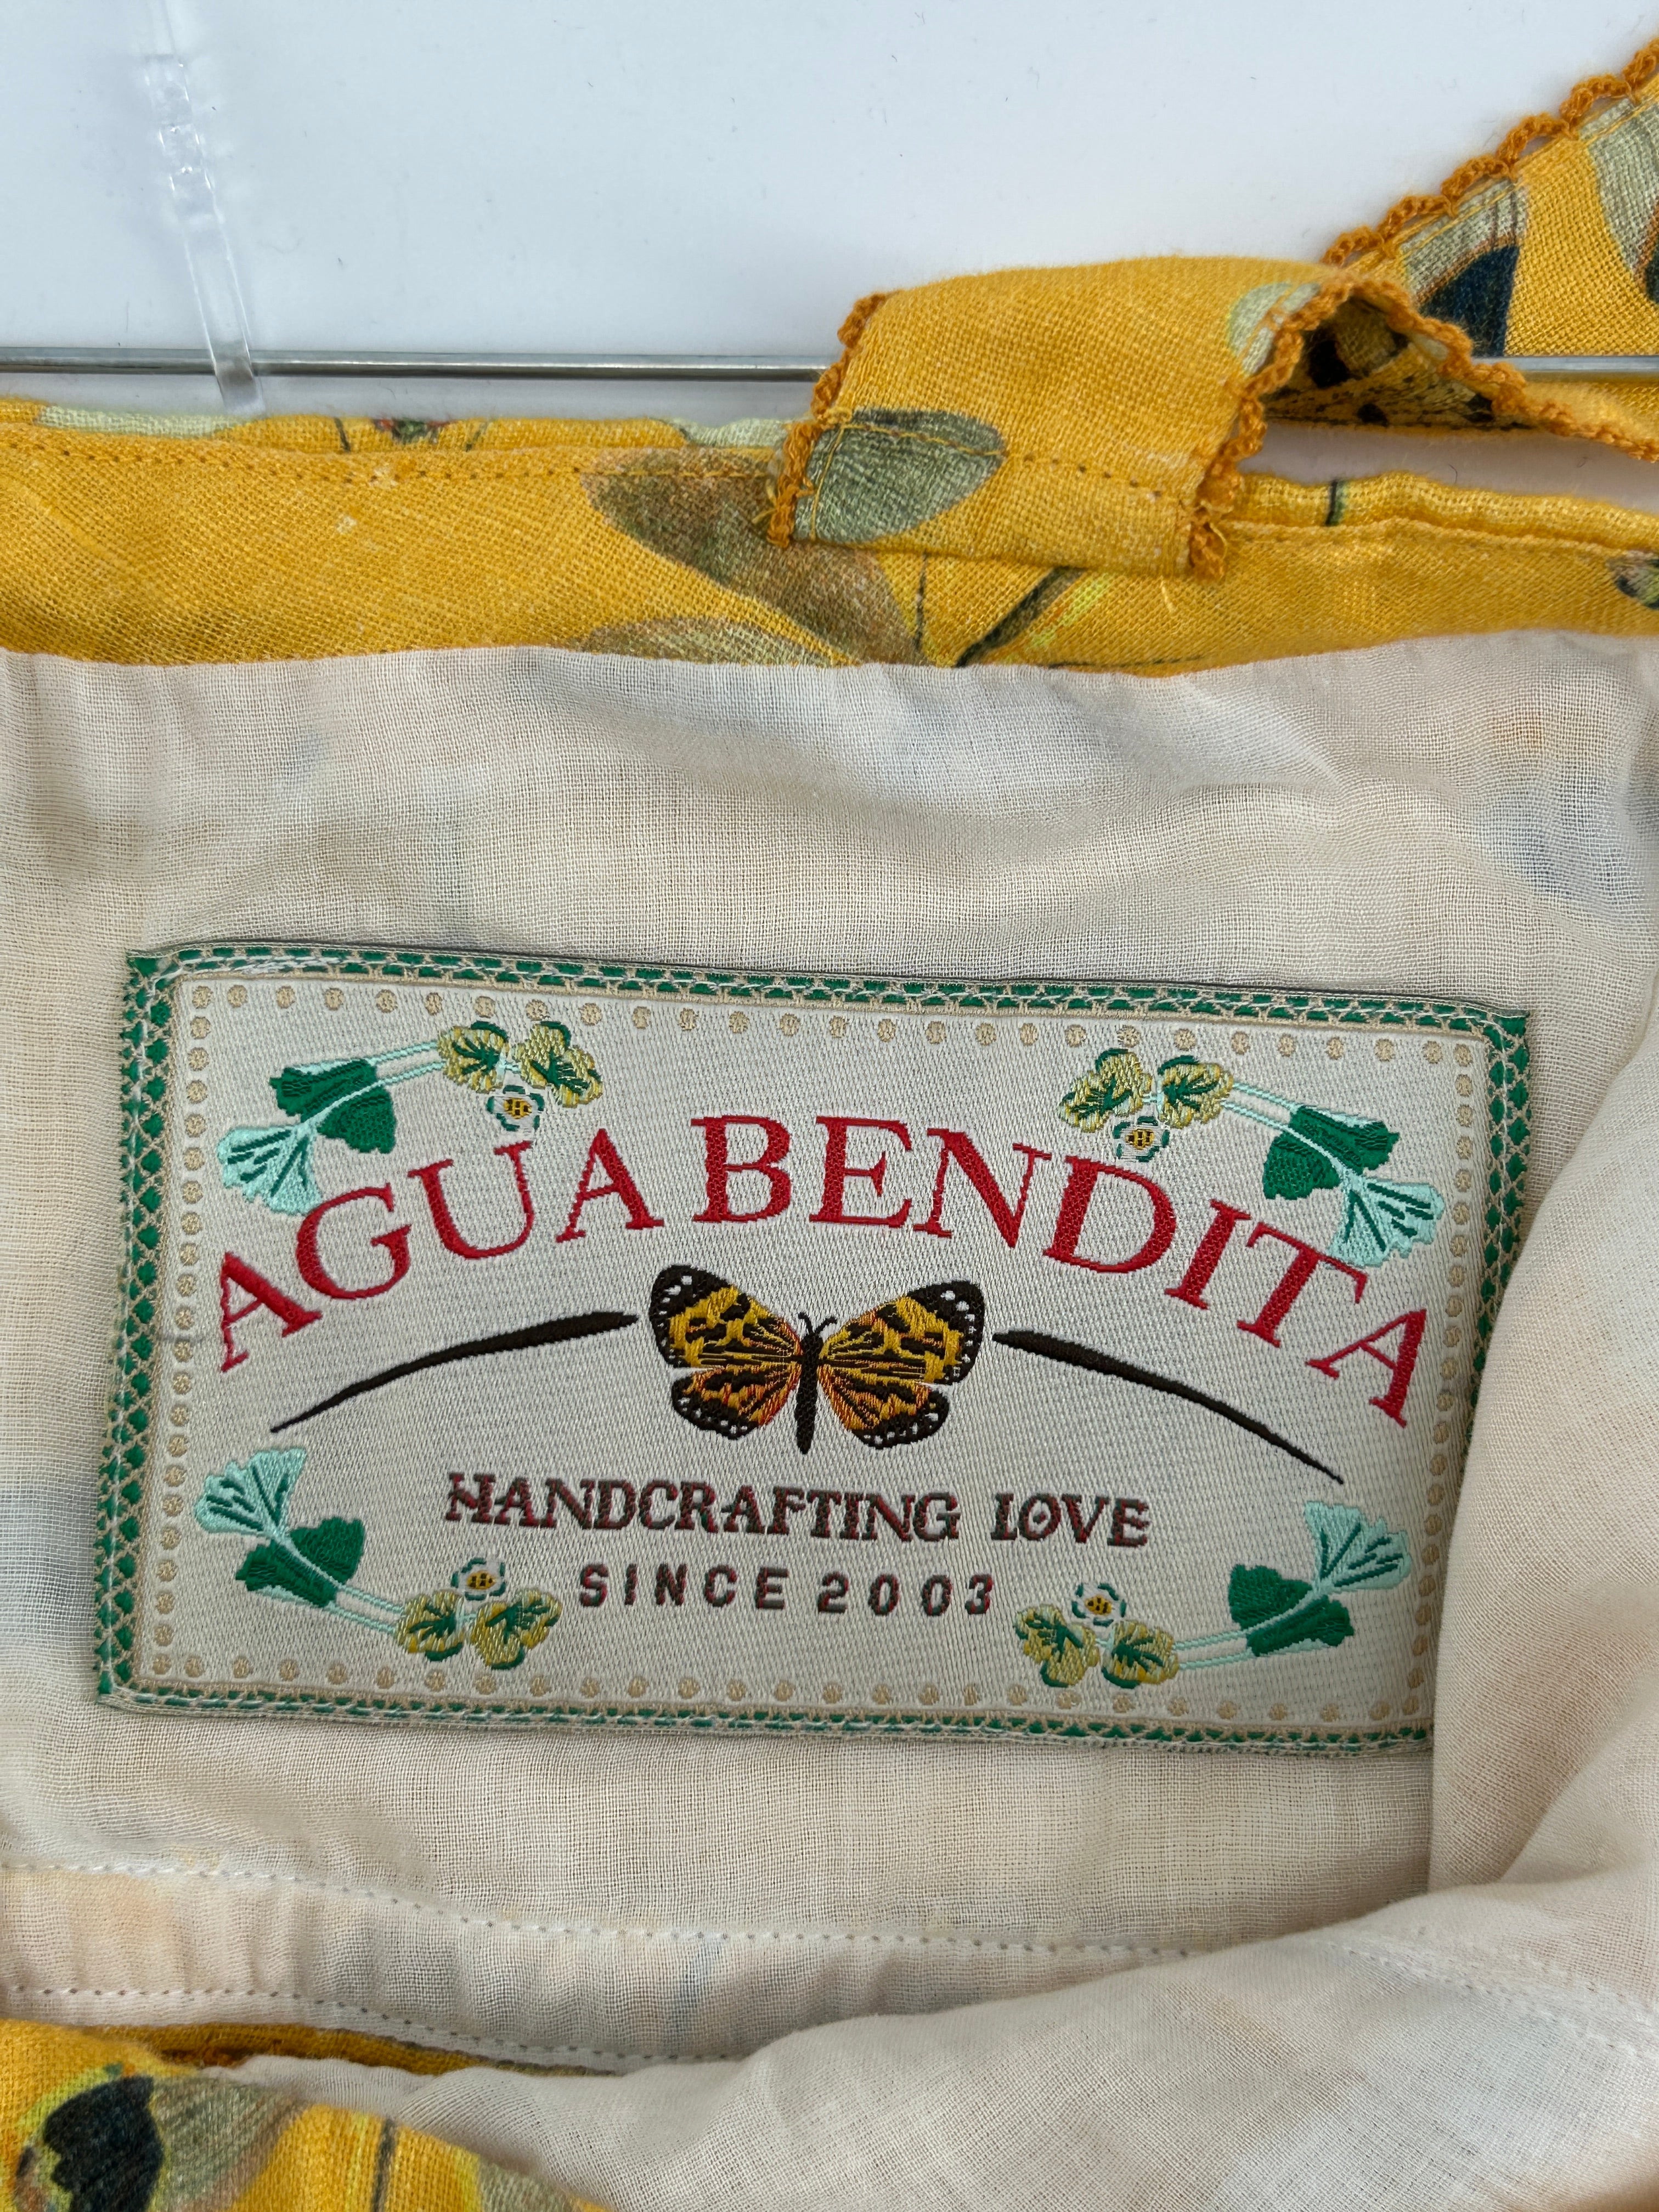 AGUA BENDITA
HANDCRAFTING LOVE
SINCE 2003